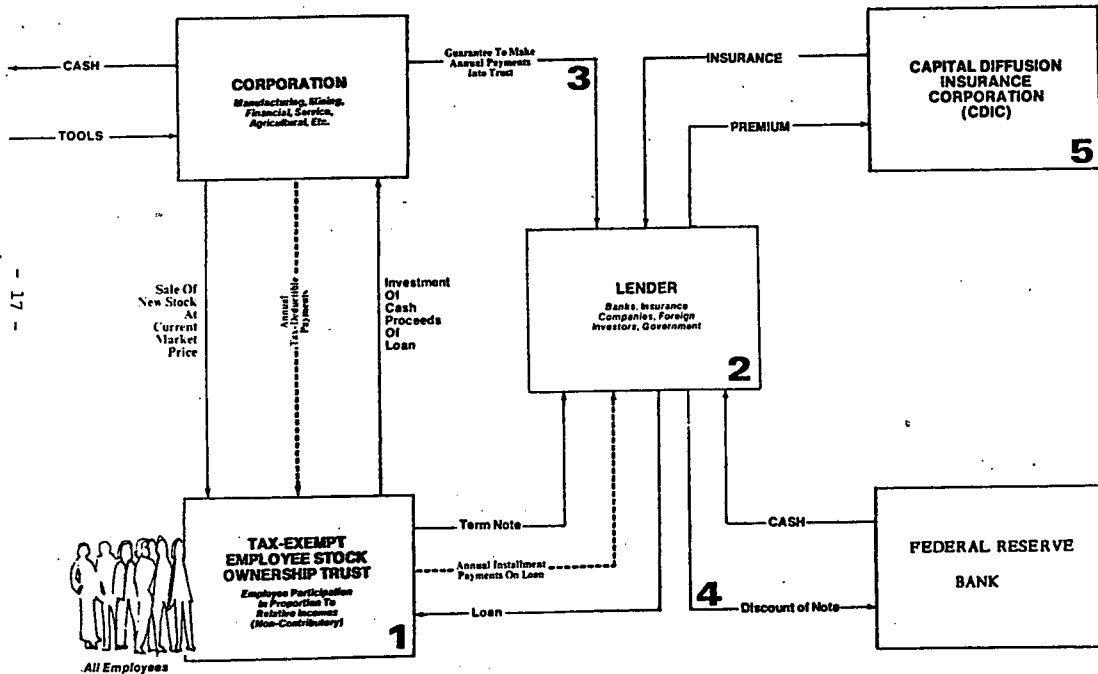 CASH
TOOLS
CORPORATION
Manufacturing, Mining,
Financial, Service,
Agricultural, Etc.
Guarantee To Make
Annual Payments
Into Trust
3
INSURANCE
PREMIUM
CAPITAL DIFFUSION
INSURANCE
CORPORATION
(CDIC)
5
- 17 -
Sale Of
New Stock
At
Current
Market
Price
Annual
Tax-Deductible
Payments
Investment
Of
Cash
Proceeds
Of
Loan
LENDER
Banks, Insurance
Companies, Foreign
Investors, Government
2
TAX-EXEMPT
EMPLOYEE STOCK
OWNERSHIP TRUST
Employee Participation
In Proportion To
Relative Incomes
(Non-Contributory)
1
All Employees
Term Note
Annual Installment
Payments On Loan
Loan
CASH
4
Discount of Note
FEDERAL RESERVE
BANK